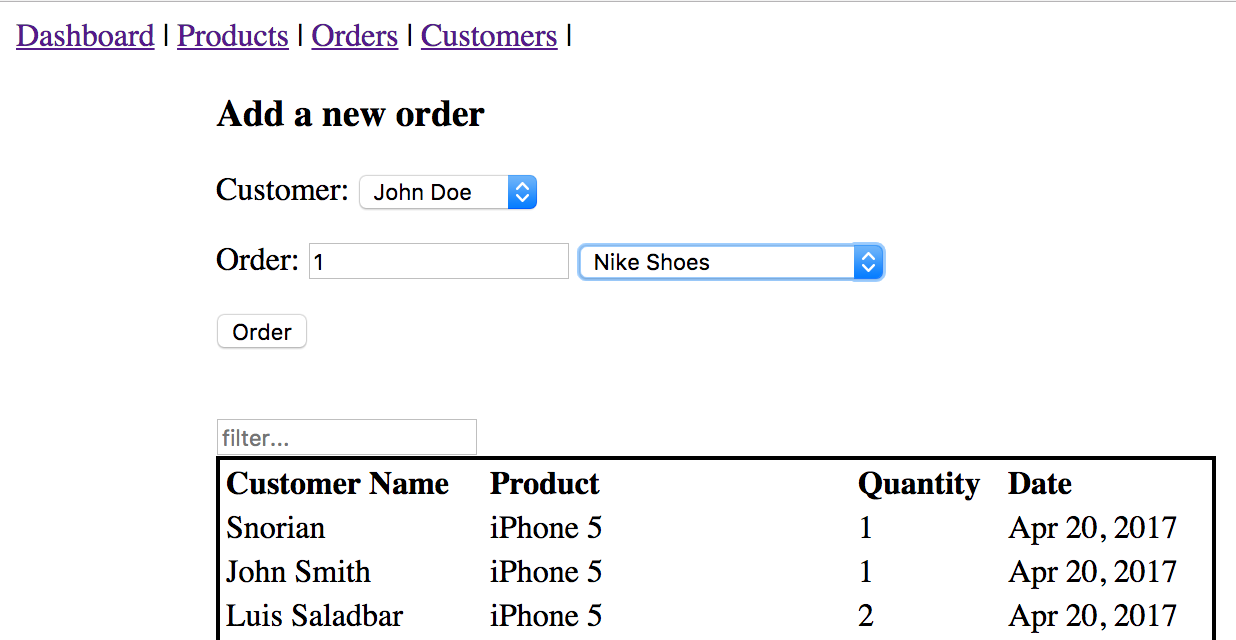 Dashboard | Products | Orders | Customers |
Add a new order
Customer: John Doe
Order: 1 Nike Shoes
Order
filter...
Customer Name Product Quantity Date
Snorian iPhone 5 1 Apr 20, 2017
John Smith iPhone 5 1 Apr 20, 2017
Luis Saladbar iPhone 5 2 Apr 20, 2017